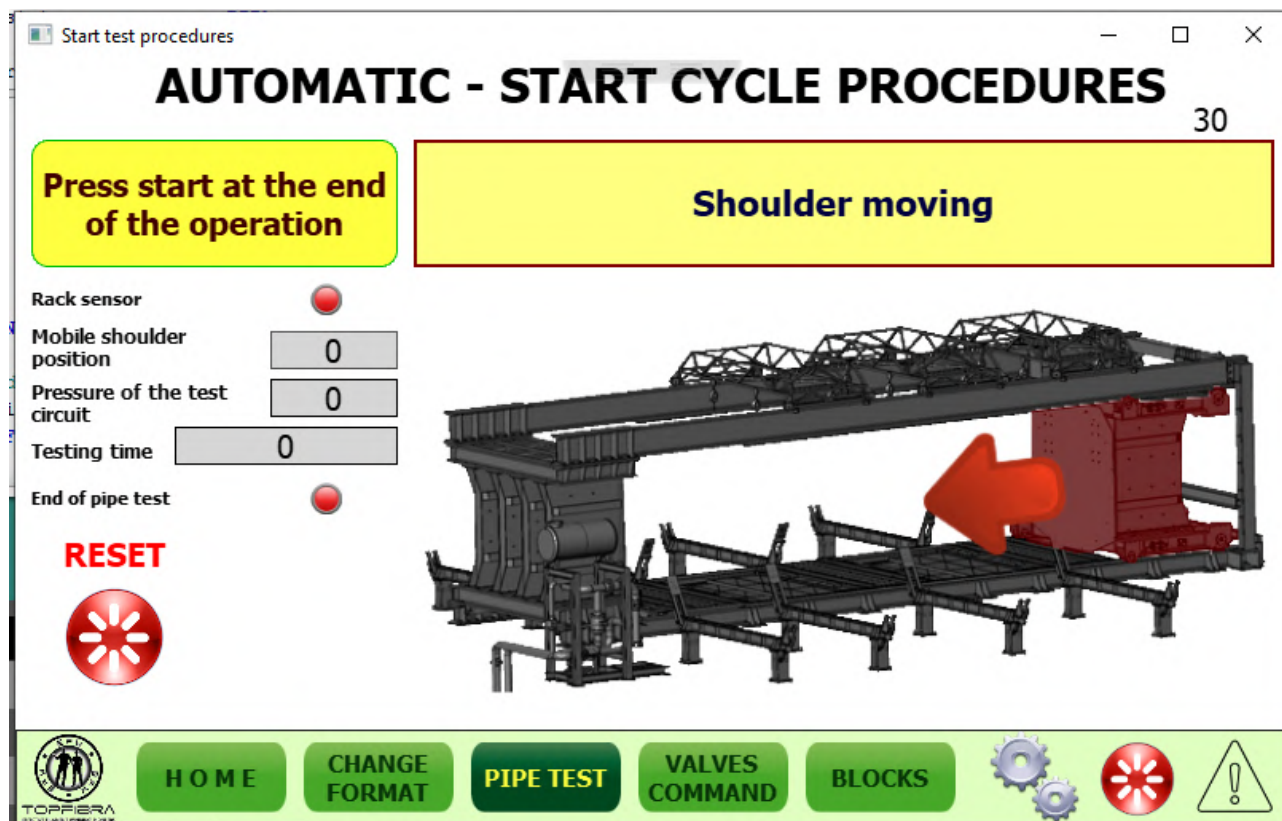 Start test procedures
AUTOMATIC - START CYCLE PROCEDURES
30
Press start at the end
of the operation
Shoulder moving
Rack sensor
Mobile shoulder
position
0
Pressure of the test
circuit
0
Testing time
0
End of pipe test
RESET
HOME
CHANGE
FORMAT
PIPE TEST
VALVES
COMMAND
BLOCKS
TOPFIBRA